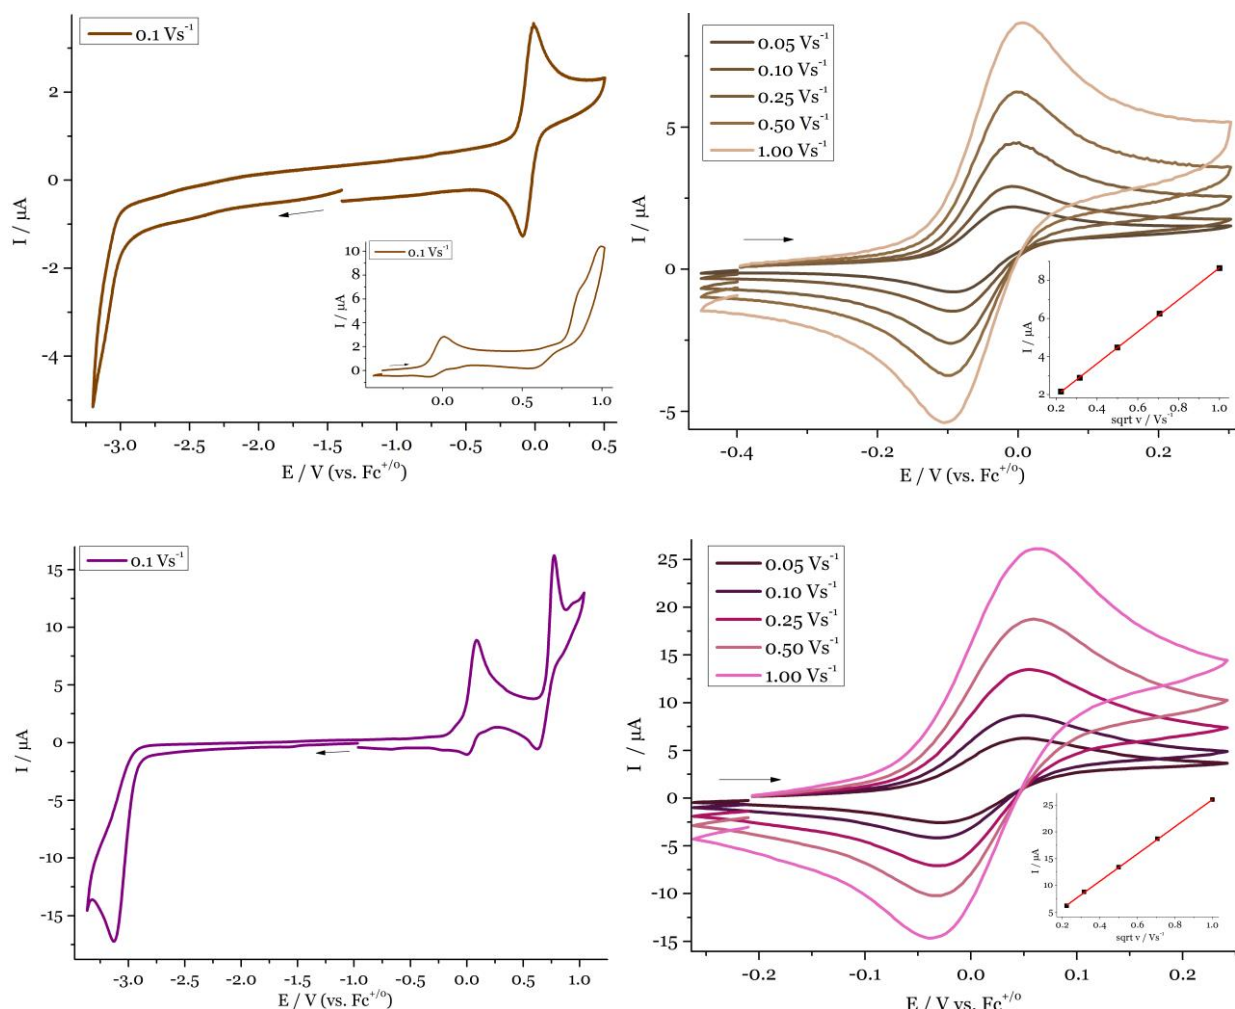 0.1 Vs⁻¹
2
0
-2
-4
I / µA
-3.0 -2.5 -2.0 -1.5 -1.0 -0.5 0.0 0.5
E / V (vs. Fc⁺/⁰)
0.1 Vs⁻¹
10
8
6
4
2
0
I / µA
0.0 0.5 1.0
0.05 Vs⁻¹
0.10 Vs⁻¹
0.25 Vs⁻¹
0.50 Vs⁻¹
1.00 Vs⁻¹
5
0
-5
I / µA
-0.4 -0.2 0.0 0.2
E / V (vs. Fc⁺/⁰)
8
6
4
2
I / µA
0.2 0.4 0.6 0.8 1.0
sqrt v / Vs⁻¹
0.1 Vs⁻¹
15
10
5
0
-5
-10
-15
I / µA
-3.0 -2.5 -2.0 -1.5 -1.0 -0.5 0.0 0.5 1.0
E / V (vs. Fc⁺/⁰)
0.05 Vs⁻¹
0.10 Vs⁻¹
0.25 Vs⁻¹
0.50 Vs⁻¹
1.00 Vs⁻¹
25
20
15
10
5
0
-5
-10
-15
I / µA
-0.2 -0.1 0.0 0.1 0.2
E / V vs. Fc⁺/⁰)
25
20
15
10
5
I / µA
0.2 0.4 0.6 0.8 1.0
sqrt v / Vs⁻¹